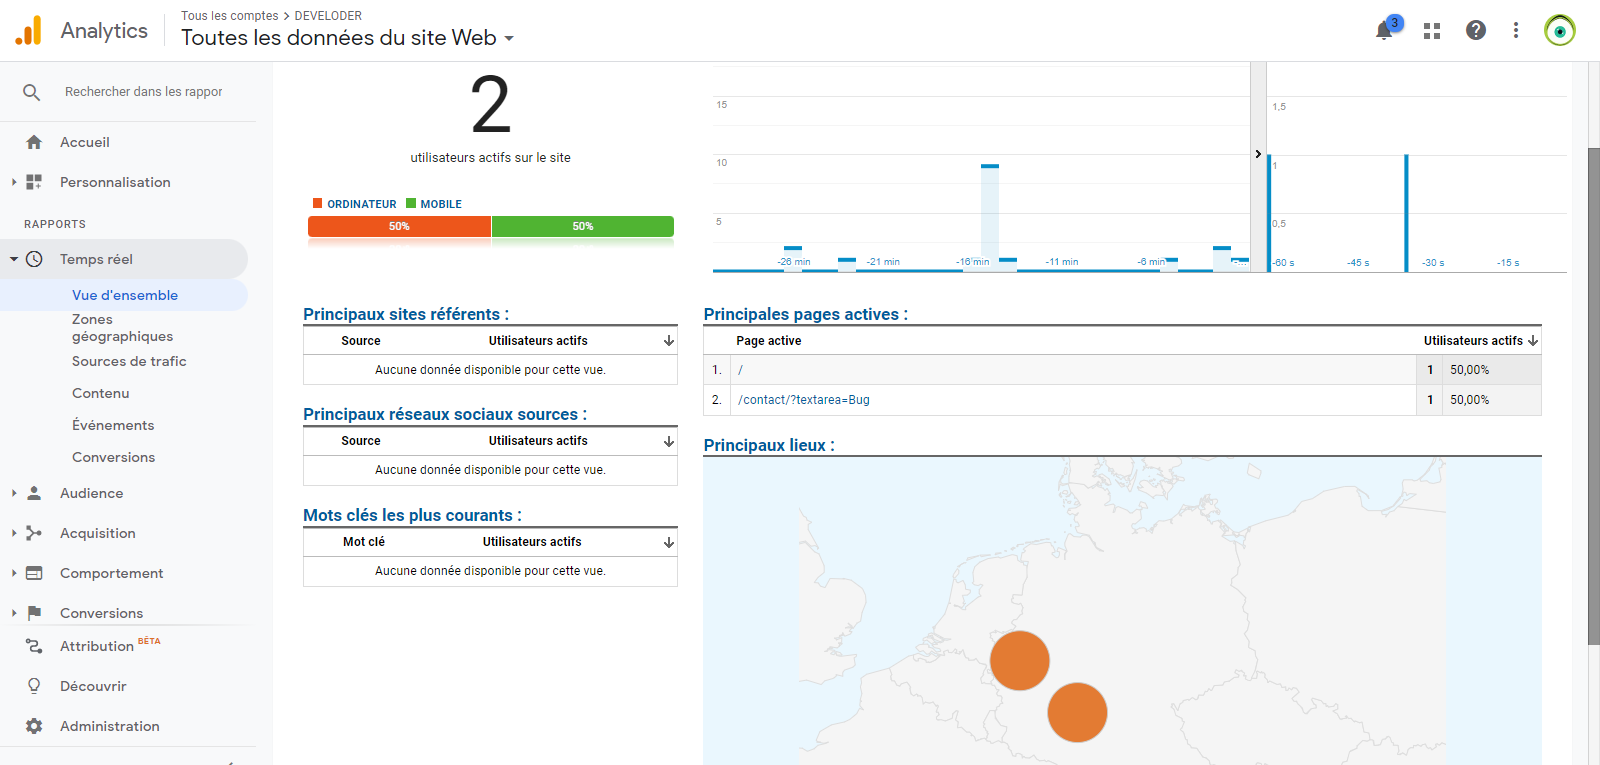 Analytics
Tous les comptes > DEVELODER
Toutes les données du site Web
3
Rechercher dans les rappor
Accueil
Personnalisation
RAPPORTS
Temps réel
Vue d'ensemble
Zones
géographiques
Sources de trafic
Contenu
Événements
Conversions
Audience
Acquisition
Comportement
Conversions
Attribution BÊTA
Découvrir
Administration
2
utilisateurs actifs sur le site
ORDINATEUR MOBILE
50% 50%
15
10
5
-26 min -21 min -16 min -11 min -6 min -...
1,5
1
0,5
-60 s -45 s -30 s -15 s
Principaux sites référents :
Source Utilisateurs actifs
Aucune donnée disponible pour cette vue.
Principaux réseaux sociaux sources :
Source Utilisateurs actifs
Aucune donnée disponible pour cette vue.
Mots clés les plus courants :
Mot clé Utilisateurs actifs
Aucune donnée disponible pour cette vue.
Principales pages actives :
Page active Utilisateurs actifs
1. / 1 50,00%
2. /contact/?textarea=Bug 1 50,00%
Principaux lieux :